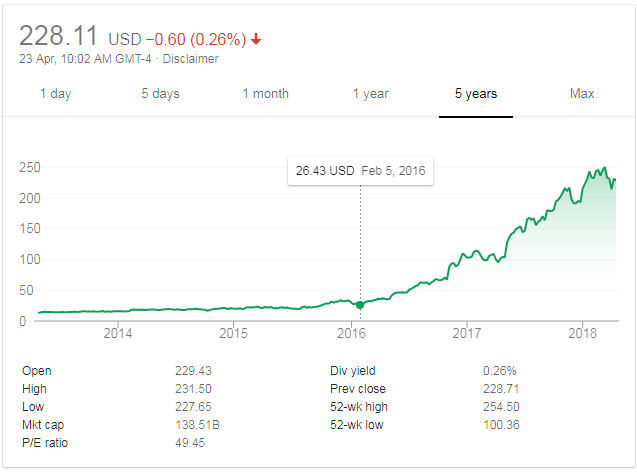 228.11 USD −0.60 (0.26%)
23 Apr, 10:02 AM GMT-4 · Disclaimer
1 day 5 days 1 month 1 year 5 years Max
26.43 USD Feb 5, 2016
250
200
150
100
50
0
2014 2015 2016 2017 2018
Open 229.43 Div yield 0.26%
High 231.50 Prev close 228.71
Low 227.65 52-wk high 254.50
Mkt cap 138.51B 52-wk low 100.36
P/E ratio 49.45